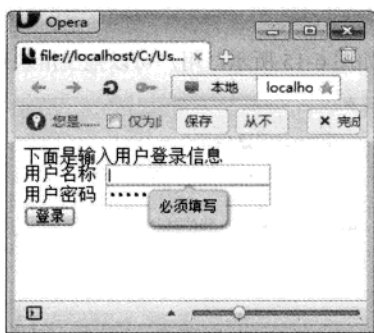 Opera
file://localhost/C:/Us...
本地 localho
您是...... 仅为 保存 从不 × 完成
下面是输入用户登录信息
用户名称
用户密码 ••••••
必须填写
登录